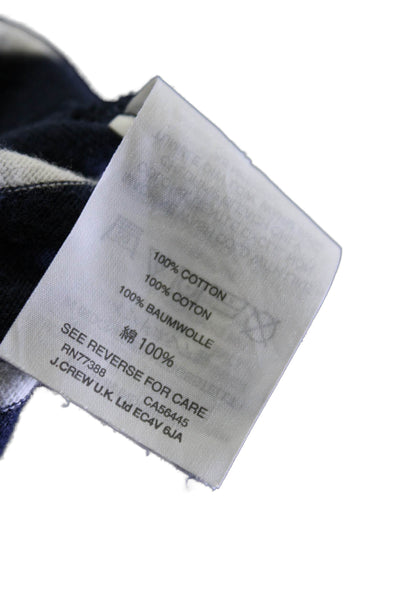 100% COTTON
100% COTON
100% BAUMWOLLE
綿 100%
SEE REVERSE FOR CARE
RN77388 CA56445
J.CREW U.K. Ltd EC4V 6JA